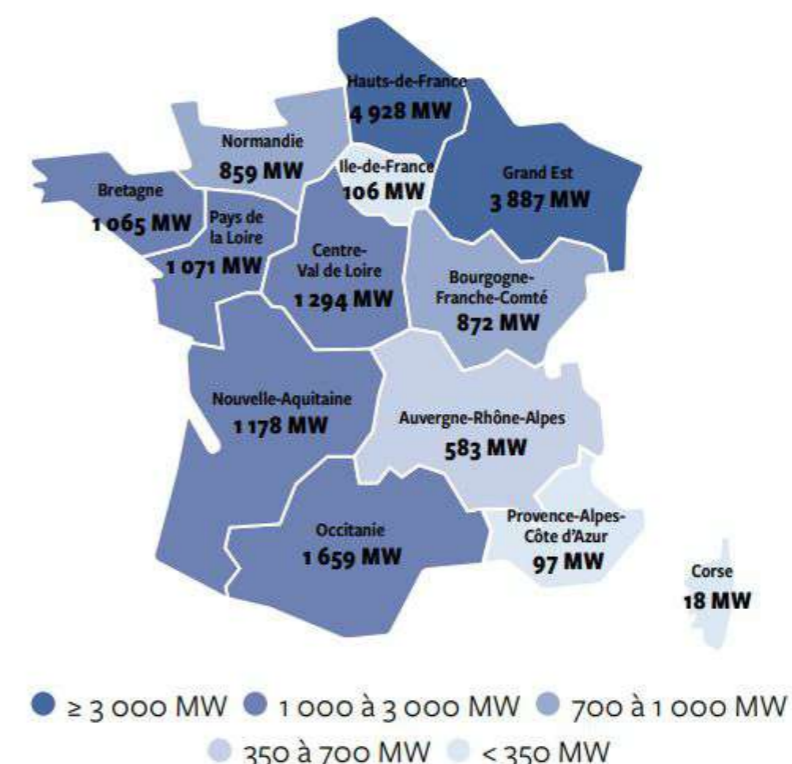 Hauts-de-France
4 928 MW
Normandie
859 MW
Ile-de-France
106 MW
Grand Est
3 887 MW
Bretagne
1 065 MW
Pays de
la Loire
1 071 MW
Centre-
Val de Loire
1 294 MW
Bourgogne-
Franche-Comté
872 MW
Nouvelle-Aquitaine
1 178 MW
Auvergne-Rhône-Alpes
583 MW
Occitanie
1 659 MW
Provence-Alpes-
Côte d'Azur
97 MW
Corse
18 MW
≥ 3 000 MW
1 000 à 3 000 MW
700 à 1 000 MW
350 à 700 MW
< 350 MW